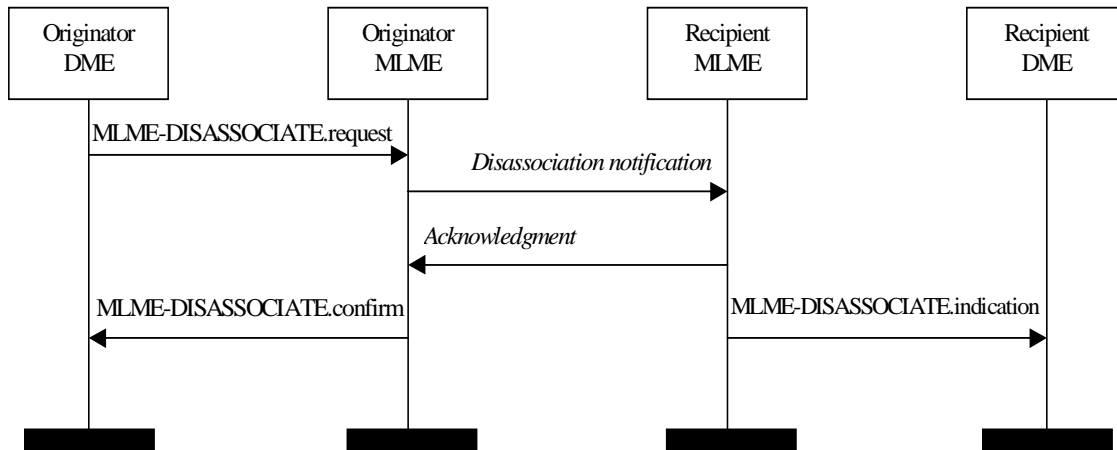 Originator
DME
Originator
MLME
Recipient
MLME
Recipient
DME
MLME-DISASSOCIATE.request
Disassociation notification
Acknowledgment
MLME-DISASSOCIATE.confirm
MLME-DISASSOCIATE.indication